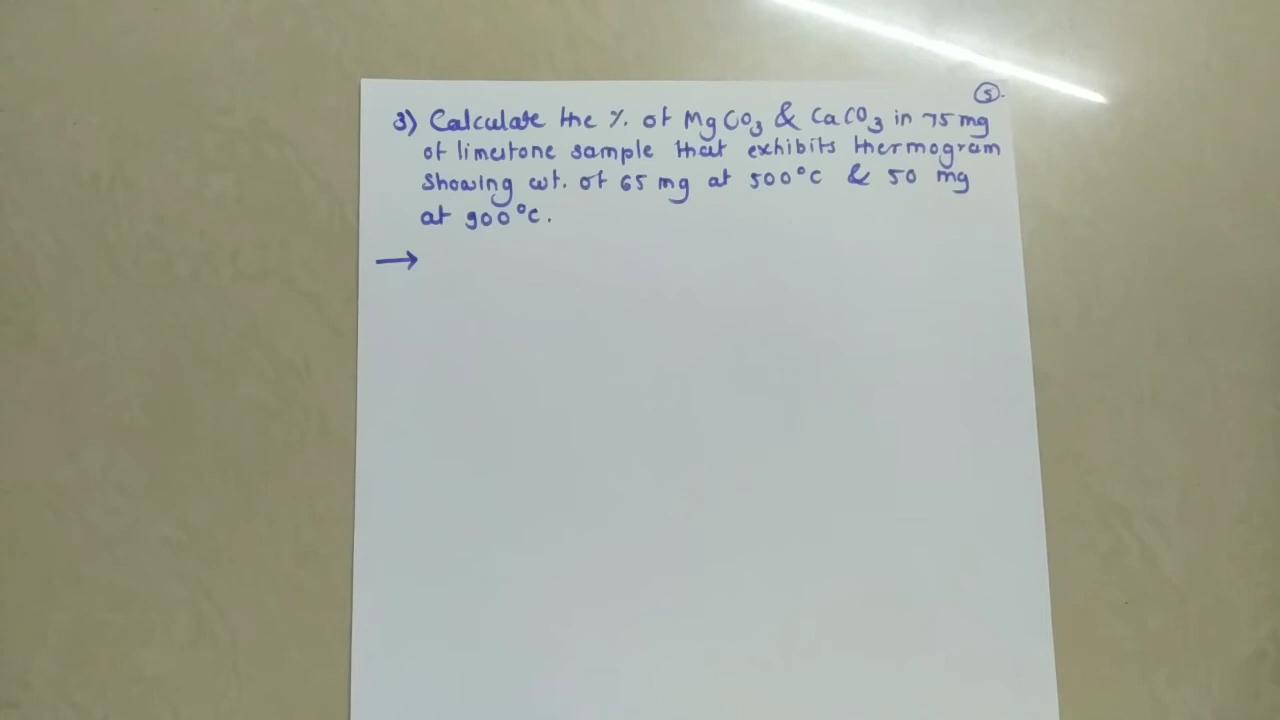 5
3) Calculate the %. of MgCO3 & CaCO3 in 75 mg
of limestone sample that exhibits thermogram
showing wt. of 65 mg at 500°C & 50 mg
at 900°C.
→